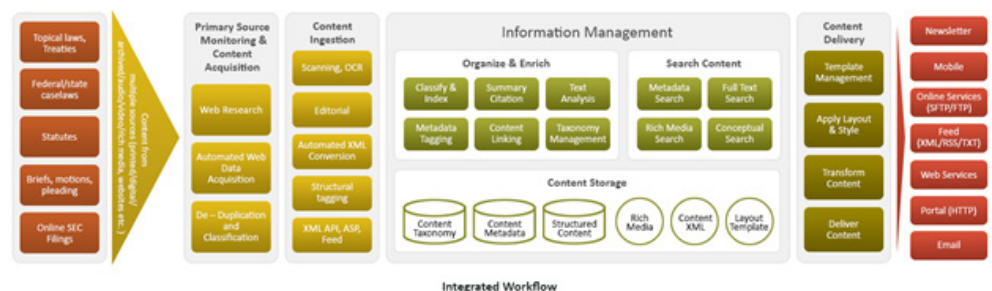 Topical laws,
Treaties
Federal/state
caselaws
Statutes
Briefs, motions,
pleading
Online SEC
Filings
Content from
multiple sources (printed/digital/
archived/audio/video/rich media, websites etc. )
Primary Source
Monitoring &
Content
Acquisition
Web Research
Automated Web
Data
Acquisition
De – Duplication
and
Classification
Content
Ingestion
Scanning, OCR
Editorial
Automated XML
Conversion
Structural
tagging
XML API, ASP,
Feed
Information Management
Organize & Enrich
Classify &
Index
Summary
Citation
Text
Analysis
Metadata
Tagging
Content
Linking
Taxonomy
Management
Search Content
Metadata
Search
Full Text
Search
Rich Media
Search
Conceptual
Search
Content Storage
Content
Taxonomy
Content
Metadata
Structured
Content
Rich
Media
Content
XML
Layout
Template
Content
Delivery
Template
Management
Apply Layout
& Style
Transform
Content
Deliver
Content
Newsletter
Mobile
Online Services
(SFTP/FTP)
Feed
(XML/RSS/TXT)
Web Services
Portal (HTTP)
Email
Integrated Workflow